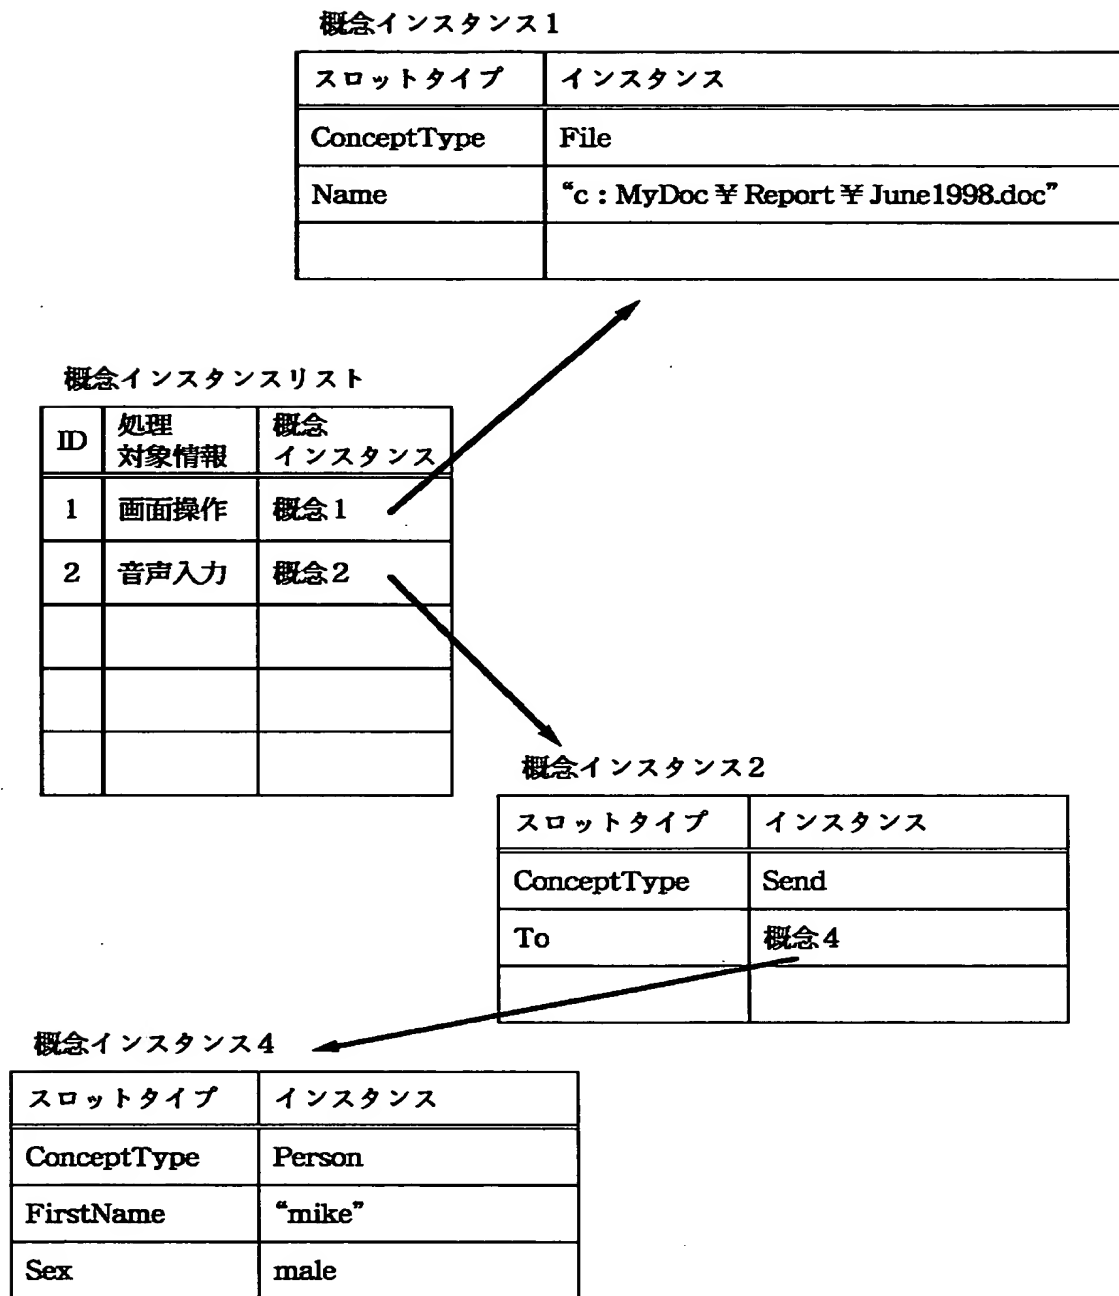 概念インスタンス1
スロットタイプ インスタンス
ConceptType File
Name “c：MyDoc￥Report￥June1998.doc”
概念インスタンスリスト
ID 処理対象情報 概念インスタンス
1 画面操作 概念1
2 音声入力 概念2
概念インスタンス2
スロットタイプ インスタンス
ConceptType Send
To 概念4
概念インスタンス4
スロットタイプ インスタンス
ConceptType Person
FirstName “mike”
Sex male